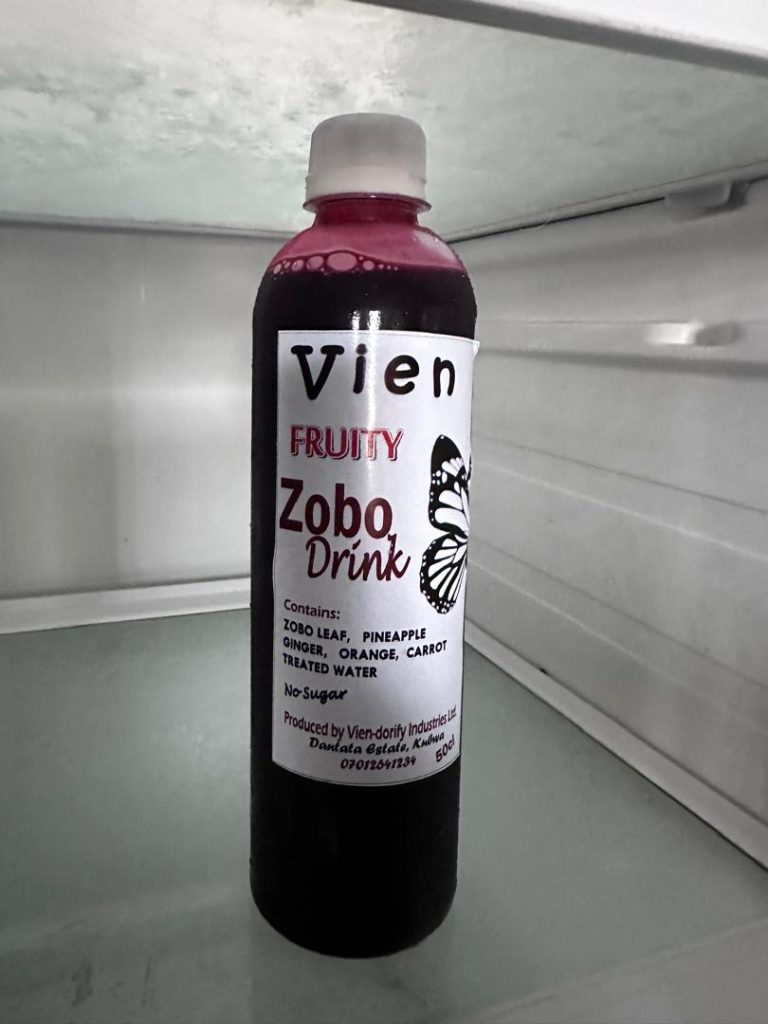 Vien
FRUITY
Zobo
Drink
Contains:
ZOBO LEAF, PINEAPPLE
GINGER, ORANGE, CARROT
TREATED WATER
No Sugar
Produced by Vien-dorify Industries Ltd.
Dantata Estate, Kubwa
07012641234
50cl